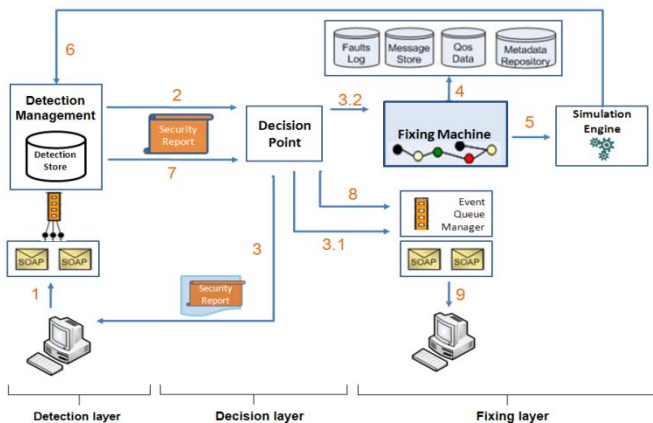 6
Faults
Log
Message
Store
Qos
Data
Metadata
Repository
Detection
Management
Detection
Store
2
Security
Report
7
Decision
Point
3.2
4
Fixing Machine
5
Simulation
Engine
8
3.1
Event
Queue
Manager
SOAP SOAP
1
3
Security
Report
SOAP SOAP
9
Detection layer
Decision layer
Fixing layer